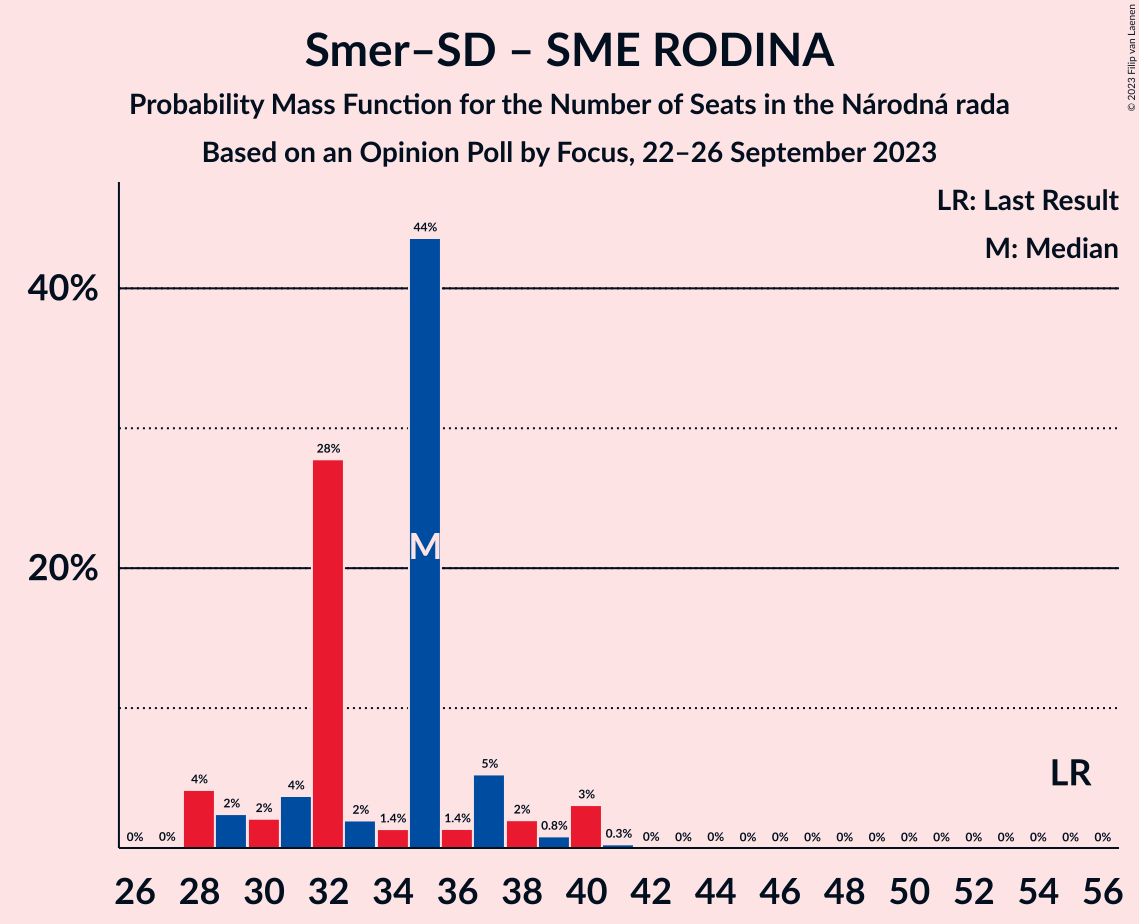 Smer–SD – SME RODINA
Probability Mass Function for the Number of Seats in the Národná rada
Based on an Opinion Poll by Focus, 22–26 September 2023
© 2023 Filip van Laenen
LR: Last Result
M: Median
40%
20%
0% 0% 4% 2% 2% 4% 28% 2% 1.4% 44% 1.4% 5% 2% 0.8% 3% 0.3% 0% 0% 0% 0% 0% 0% 0% 0% 0% 0% 0% 0% 0% 0% 0%
M
LR
26 28 30 32 34 36 38 40 42 44 46 48 50 52 54 56